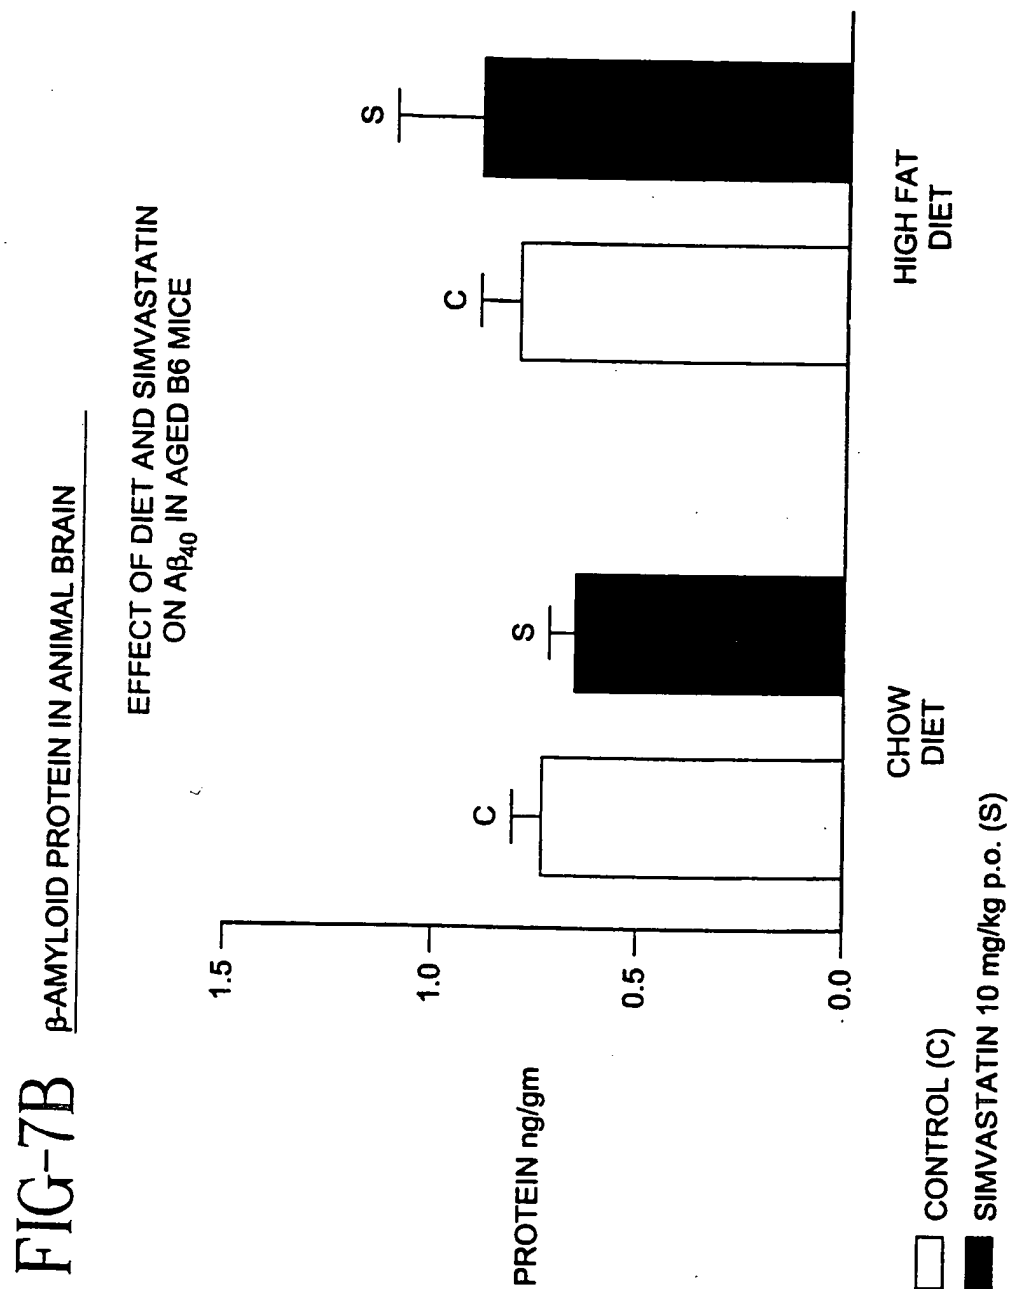 FIG-7B
β-AMYLOID PROTEIN IN ANIMAL BRAIN
EFFECT OF DIET AND SIMVASTATIN
ON Aβ40 IN AGED B6 MICE
PROTEIN ng/gm
1.5
1.0
0.5
0.0
C
S
C
S
CHOW
DIET
HIGH FAT
DIET
CONTROL (C)
SIMVASTATIN 10 mg/kg p.o. (S)